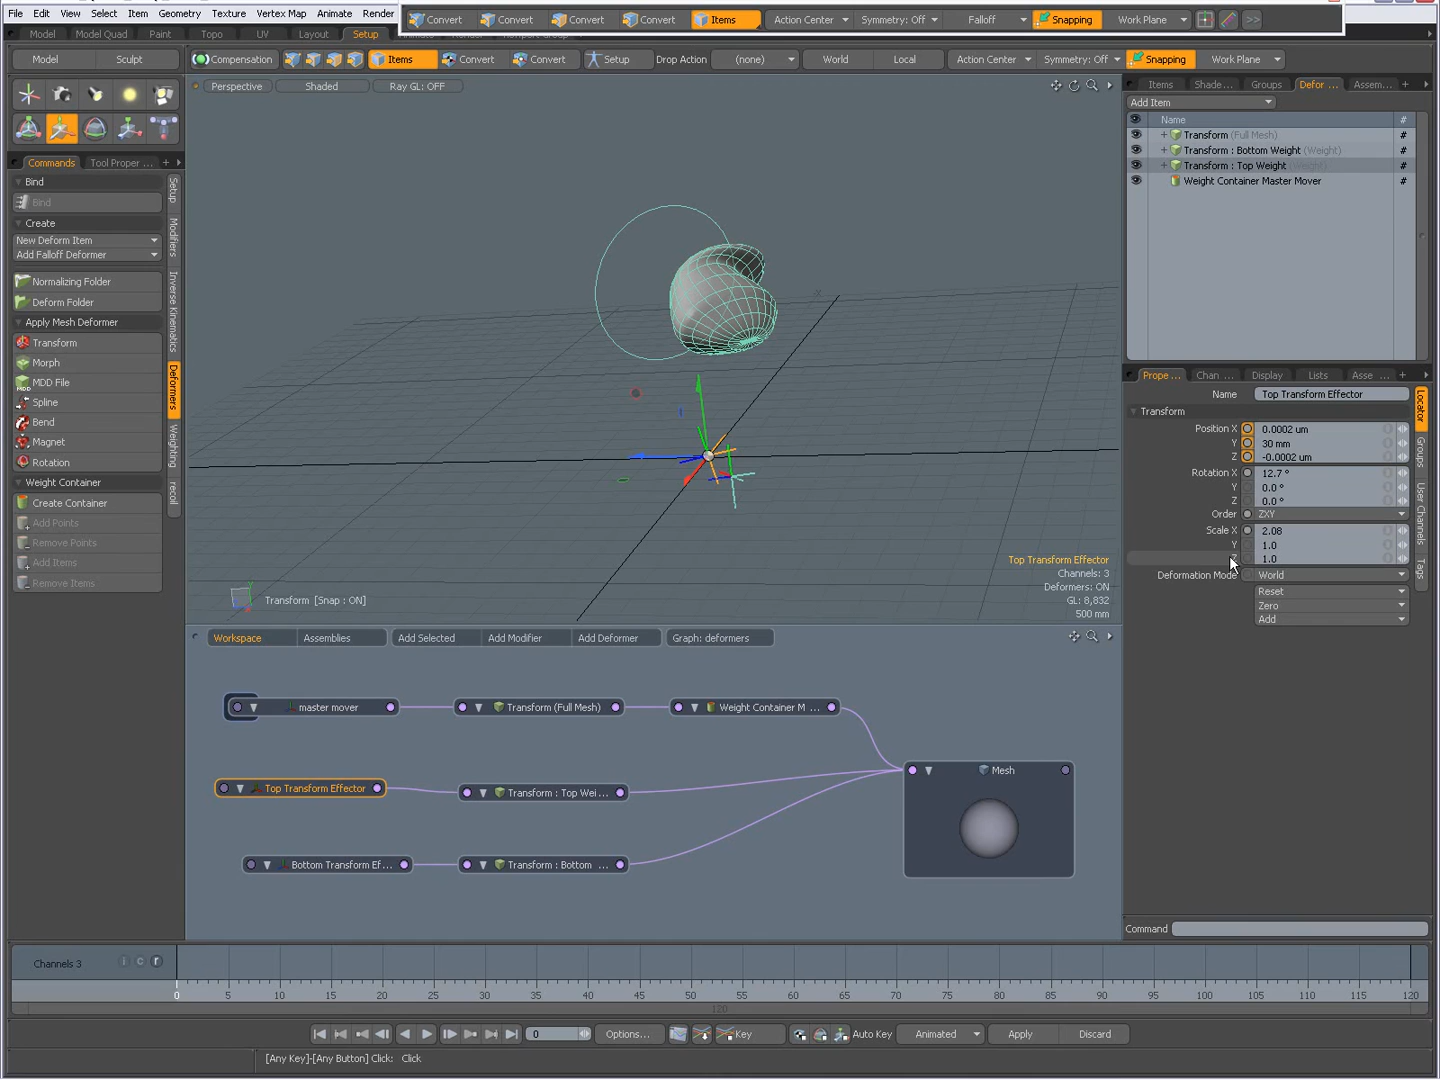 File Edit View Select Item Geometry Texture Vertex Map Animate Render
Convert Convert Convert Convert Items Action Center Symmetry: Off Falloff Snapping Work Plane >>
Model Model Quad Paint Topo UV Layout Setup
Model Sculpt Compensation Items Convert Convert Setup Drop Action (none) World Local Action Center Symmetry: Off Snapping Work Plane
Perspective Shaded Ray GL: OFF
Items Shade ... Groups Defor ... Assem...
Add Item
Name #
Transform (Full Mesh) #
Transform : Bottom Weight (Weight) #
Transform : Top Weight (Weight) #
Weight Container Master Mover #
Commands Tool Proper ...
Bind
Bind
Create
New Deform Item
Add Falloff Deformer
Normalizing Folder
Deform Folder
Apply Mesh Deformer
Transform
Morph
MDD File
Spline
Bend
Magnet
Rotation
Weight Container
Create Container
Add Points
Remove Points
Add Items
Remove Items
Setup
Modifiers
Inverse Kinematics
Deformers
Weighting
recoil
Top Transform Effector
Channels: 3
Deformers: ON
GL: 8,832
500 mm
Transform [Snap : ON]
Prope ... Chan ... Display Lists Asse ...
Name Top Transform Effector
Transform
Position X 0.0002 um
Y 30 mm
Z -0.0002 um
Rotation X 12.7 °
Y 0.0 °
Z 0.0 °
Order ZXY
Scale X 2.08
Y 1.0
Z 1.0
Deformation Mode World
Reset
Zero
Add
Locator
Groups
User Channels
Tags
Workspace Assemblies Add Selected Add Modifier Add Deformer Graph: deformers
master mover Transform (Full Mesh) Weight Container M ...
Mesh
Top Transform Effector Transform : Top Wei ...
Bottom Transform Ef... Transform : Bottom ...
Command
Channels 3 i c r
0 5 10 15 20 25 30 35 40 45 50 55 60 65 70 75 80 85 90 95 100 105 110 115 120
120
0 Options... Key Auto Key Animated Apply Discard
[Any Key]-[Any Button] Click: Click